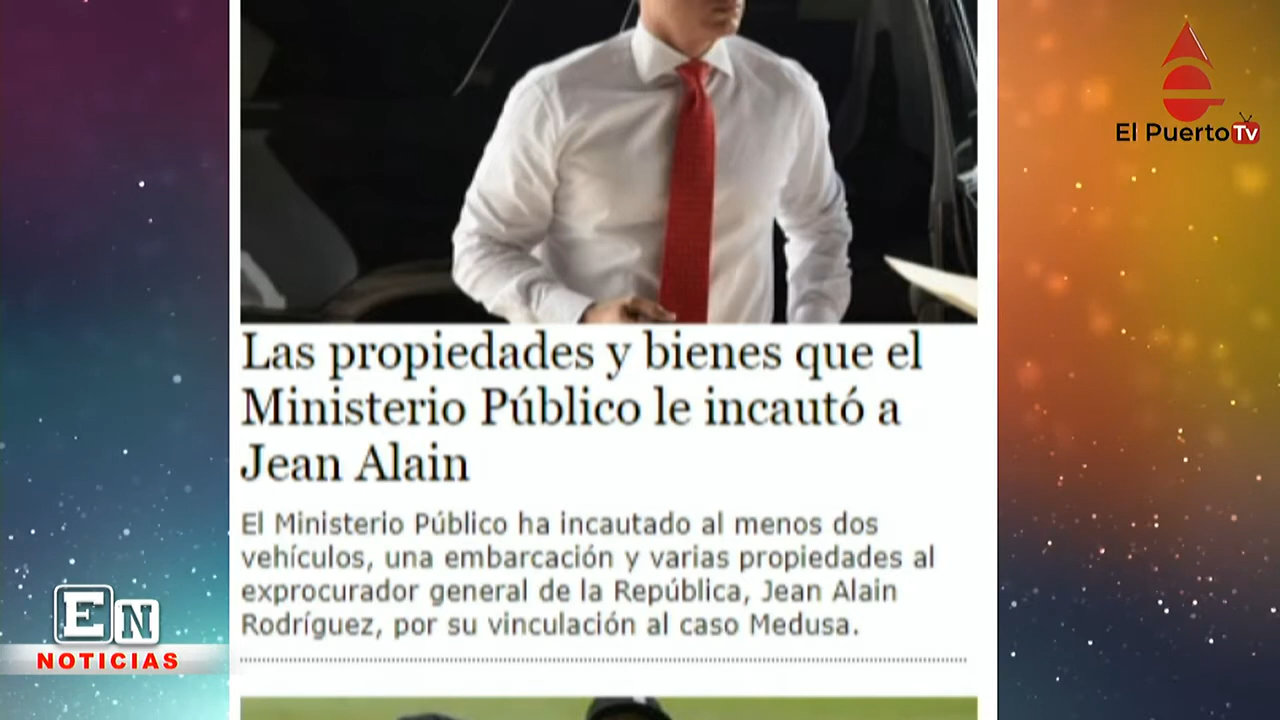 El Puerto Tv
Las propiedades y bienes que el
Ministerio Público le incautó a
Jean Alain
El Ministerio Público ha incautado al menos dos
vehículos, una embarcación y varias propiedades al
exprocurador general de la República, Jean Alain
Rodríguez, por su vinculación al caso Medusa.
EN
NOTICIAS